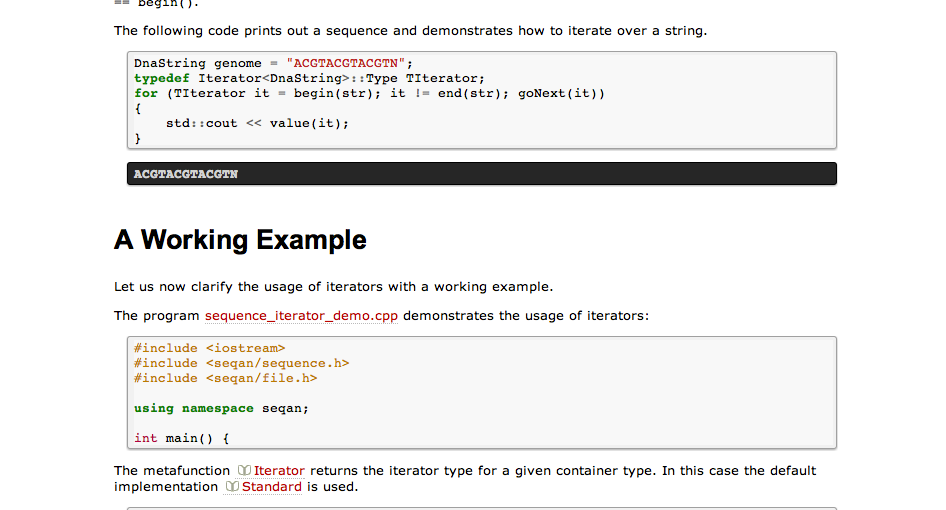 == begin().
The following code prints out a sequence and demonstrates how to iterate over a string.
DnaString genome = "ACGTACGTACGTN";
typedef Iterator<DnaString>::Type TIterator;
for (TIterator it = begin(str); it != end(str); goNext(it))
{
    std::cout << value(it);
}
ACGTACGTACGTN
A Working Example
Let us now clarify the usage of iterators with a working example.
The program sequence_iterator_demo.cpp demonstrates the usage of iterators:
#include <iostream>
#include <seqan/sequence.h>
#include <seqan/file.h>
using namespace seqan;
int main() {
The metafunction Iterator returns the iterator type for a given container type. In this case the default
implementation Standard is used.